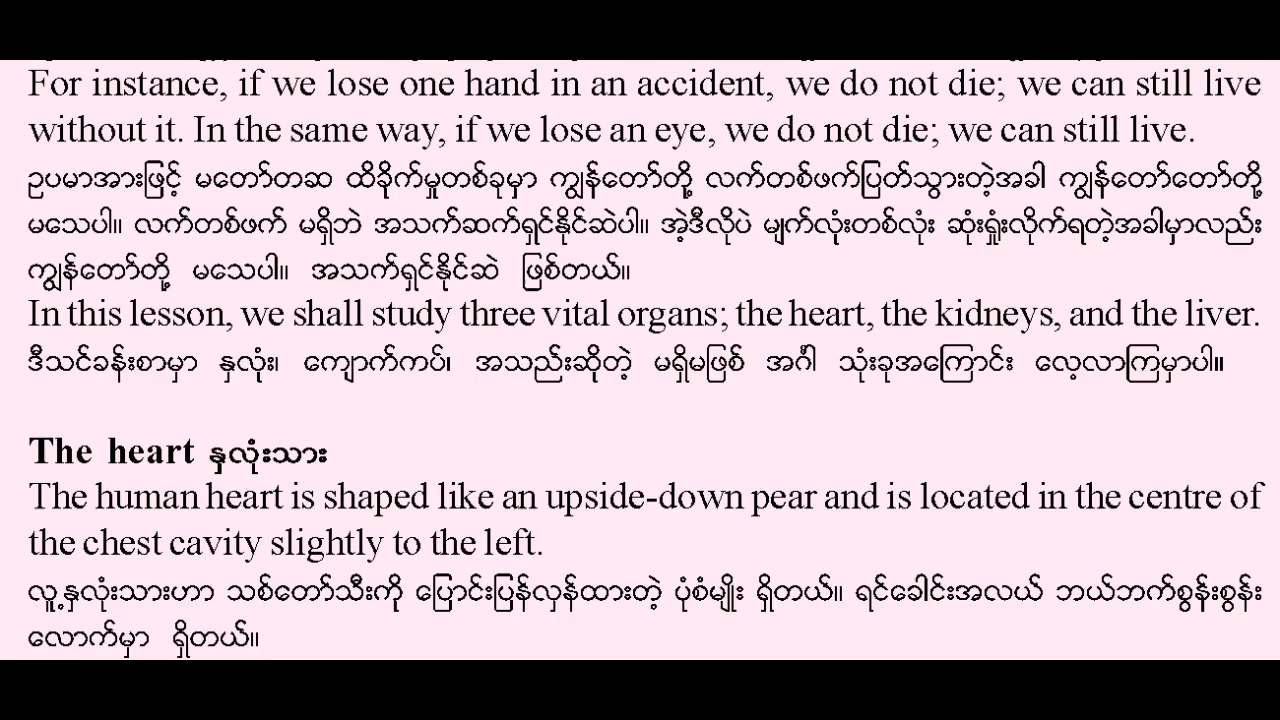 For instance, if we lose one hand in an accident, we do not die; we can still live
without it. In the same way, if we lose an eye, we do not die; we can still live.
ဥပမာအားဖြင့် မတော်တဆ ထိခိုက်မှုတစ်ခုမှာ ကျွန်တော်တို့ လက်တစ်ဖက်ပြတ်သွားတဲ့အခါ ကျွန်တော်တော်တို့
မသေပါ။ လက်တစ်ဖက် မရှိဘဲ အသက်ဆက်ရှင်နိုင်ဆဲပါ။ အဲ့ဒီလိုပဲ မျက်လုံးတစ်လုံး ဆုံးရှုံးလိုက်ရတဲ့အခါမှာလည်း
ကျွန်တော်တို့ မသေပါ။ အသက်ရှင်နိုင်ဆဲ ဖြစ်တယ်။
In this lesson, we shall study three vital organs; the heart, the kidneys, and the liver.
ဒီသင်ခန်းစာမှာ နှလုံး၊ ကျောက်ကပ်၊ အသည်းဆိုတဲ့ မရှိမဖြစ် အင်္ဂါ သုံးခုအကြောင်း လေ့လာကြမှာပါ။
The heart နှလုံးသား
The human heart is shaped like an upside-down pear and is located in the centre of
the chest cavity slightly to the left.
လူ့နှလုံးသားဟာ သစ်တော်သီးကို ပြောင်းပြန်လှန်ထားတဲ့ ပုံစံမျိုး ရှိတယ်။ ရင်ခေါင်းအလယ် ဘယ်ဘက်စွန်းစွန်း
လောက်မှာ ရှိတယ်။